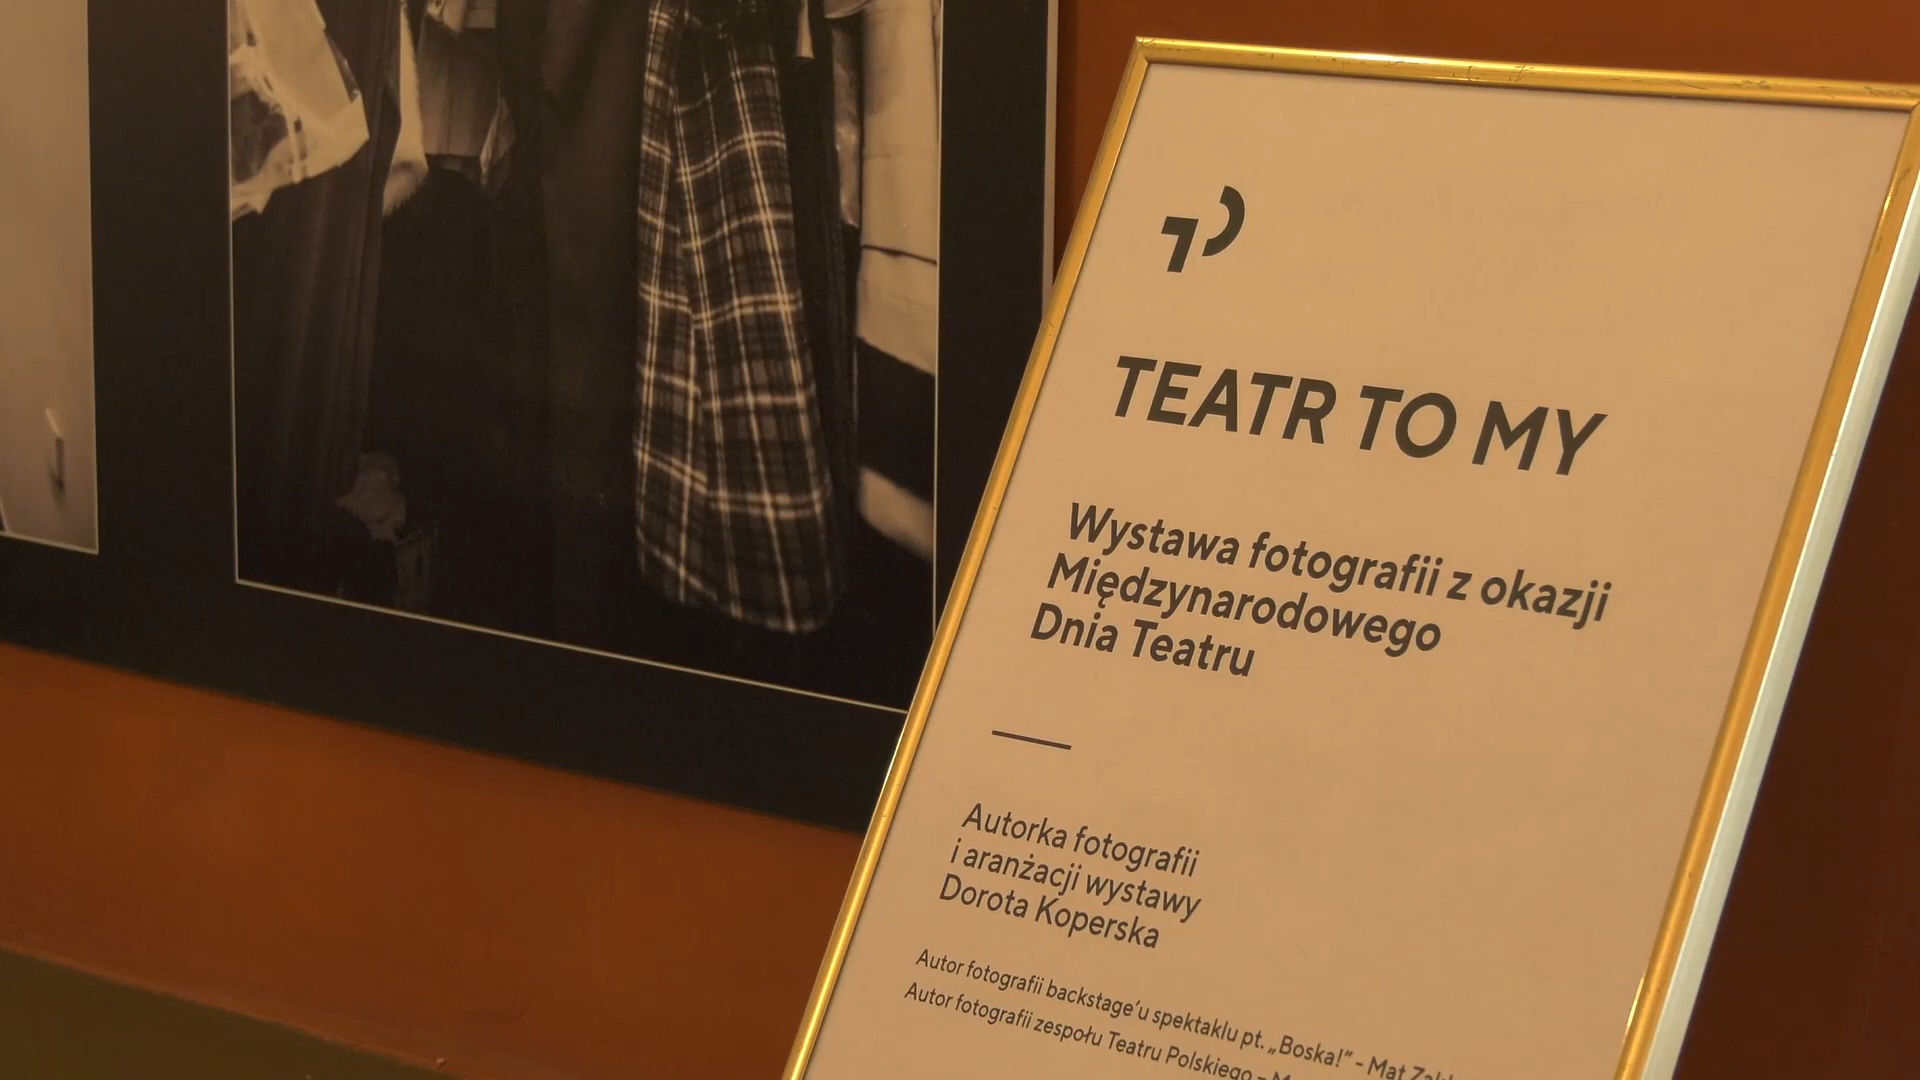 TEATR TO MY
Wystawa fotografii z okazji
Międzynarodowego
Dnia Teatru
Autorka fotografii
i aranżacji wystawy
Dorota Koperska
Autor fotografii backstage'u spektaklu pt. „Boska!” - Mat
Autor fotografii zespołu Teatru Polskiego -